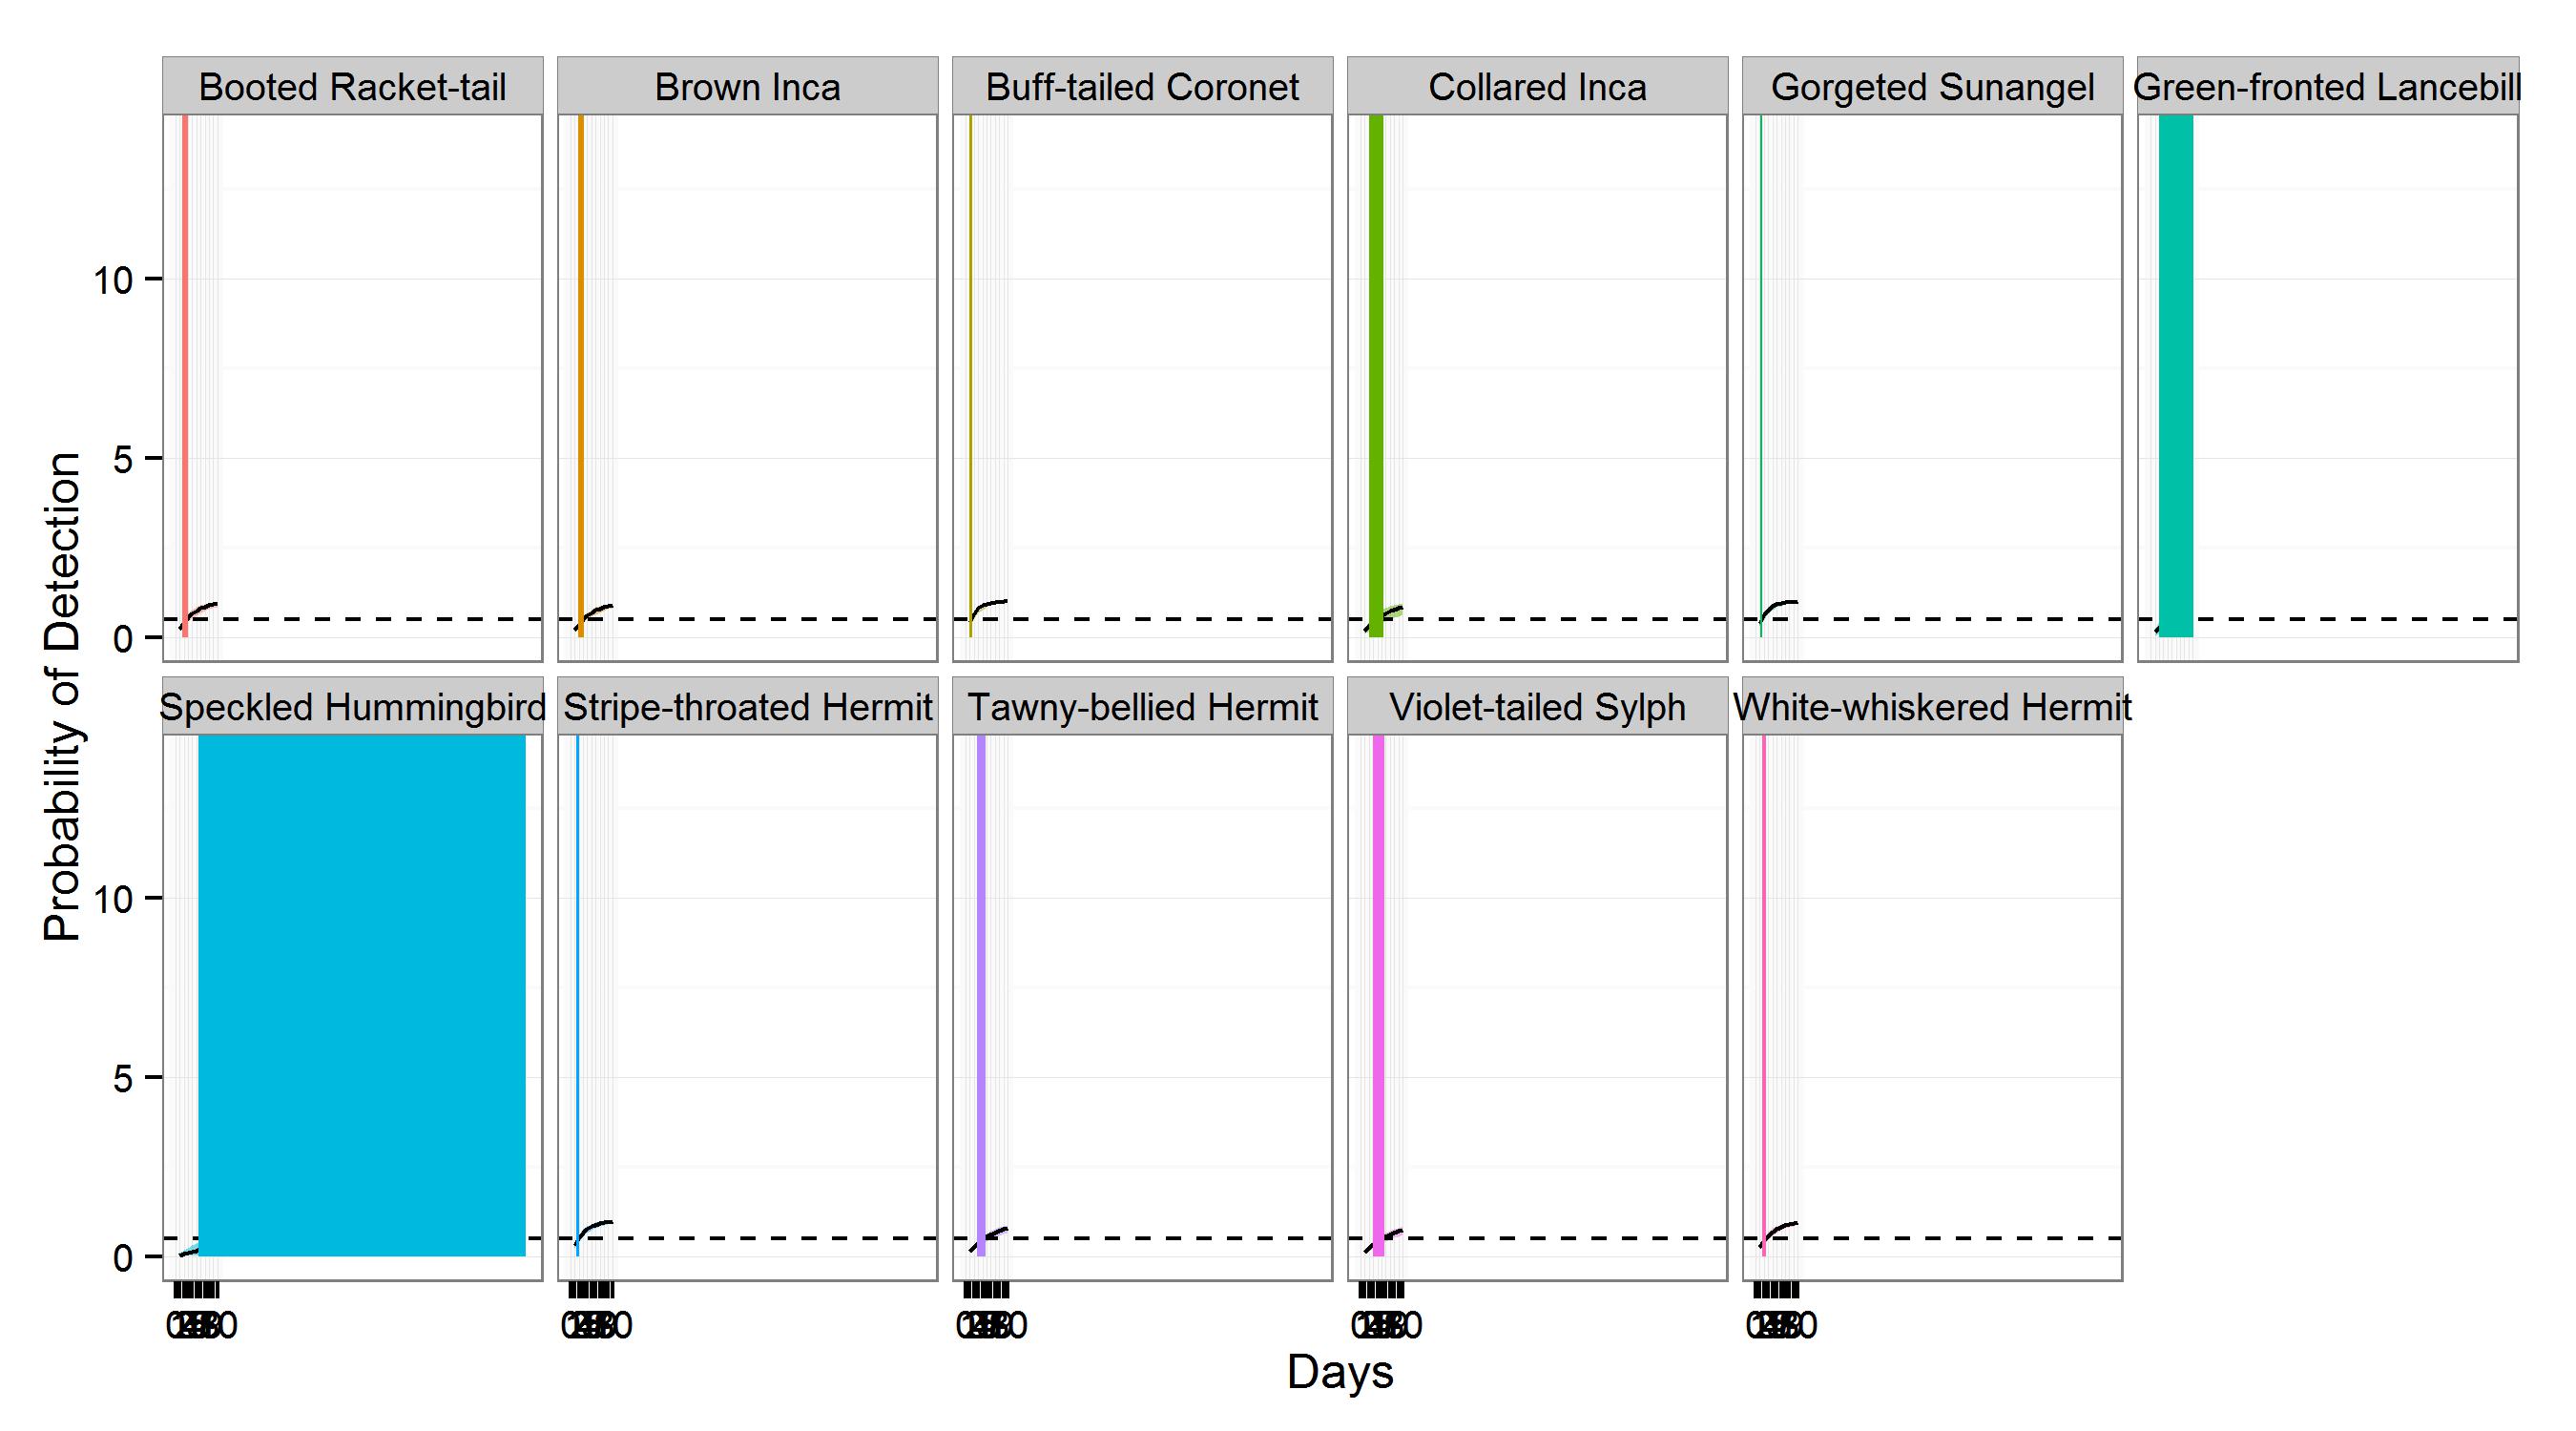 Booted Racket-tail
Brown Inca
Buff-tailed Coronet
Collared Inca
Gorgeted Sunangel
Green-fronted Lancebill
10
5
0
Probability of Detection
Speckled Hummingbird
Stripe-throated Hermit
Tawny-bellied Hermit
Violet-tailed Sylph
White-whiskered Hermit
10
5
0
Days